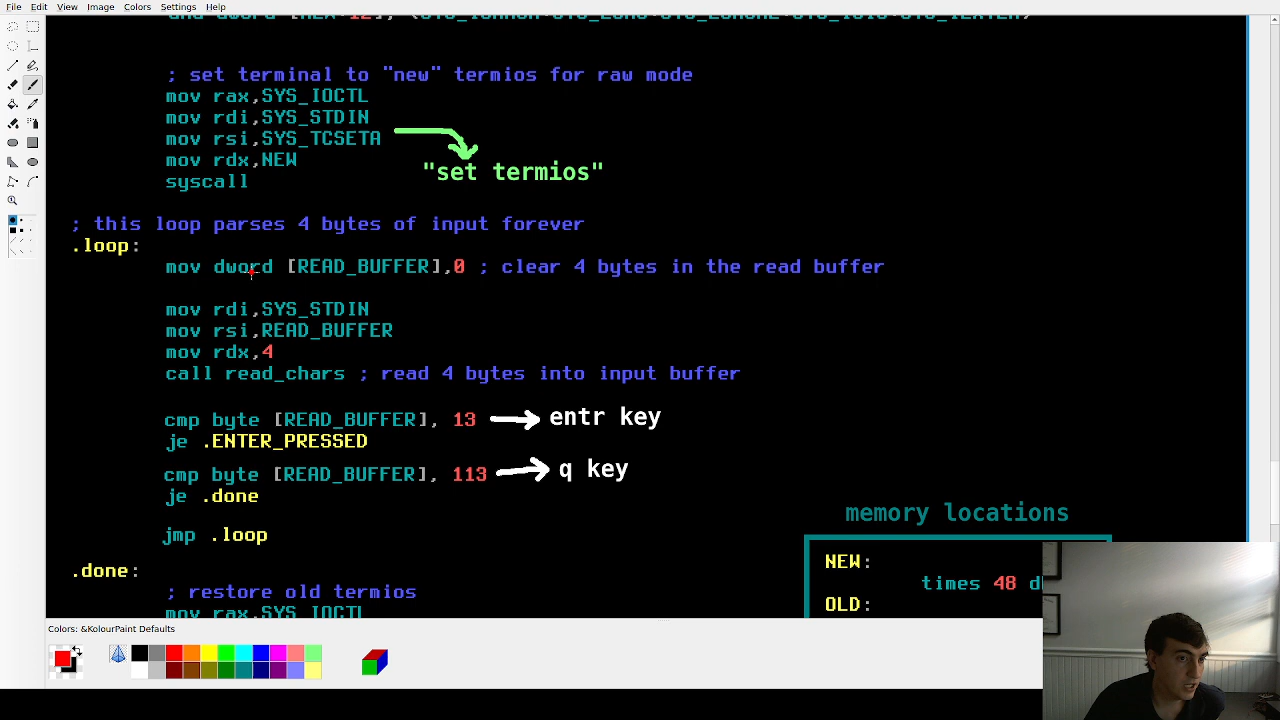 File Edit View Image Colors Settings Help
; set terminal to "new" termios for raw mode
mov rax,SYS_IOCTL
mov rdi,SYS_STDIN
mov rsi,SYS_TCSETA
mov rdx,NEW
"set termios"
syscall
; this loop parses 4 bytes of input forever
.loop:
mov dword [READ_BUFFER],0 ; clear 4 bytes in the read buffer
mov rdi,SYS_STDIN
mov rsi,READ_BUFFER
mov rdx,4
call read_chars ; read 4 bytes into input buffer
cmp byte [READ_BUFFER], 13 entr key
je .ENTER_PRESSED
cmp byte [READ_BUFFER], 113 q key
je .done
memory locations
jmp .loop
NEW:
.done:
times 48
; restore old termios
OLD:
mov rax,SYS_IOCTL
Colors: &KolourPaint Defaults